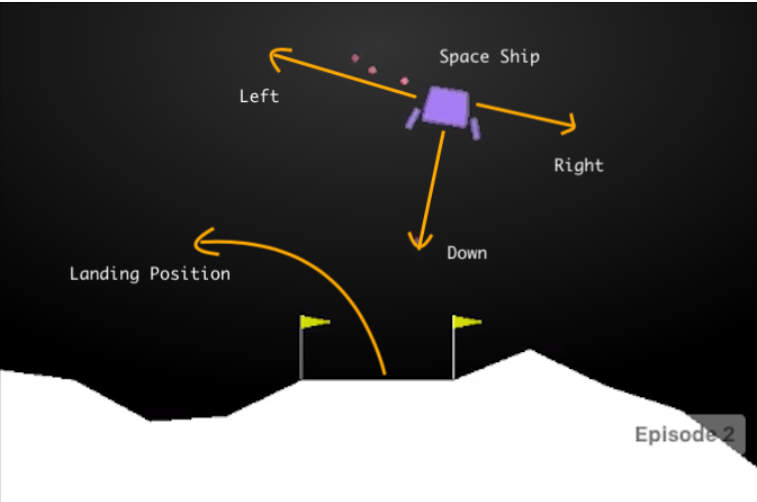 Space Ship
Left
Right
Down
Landing Position
Episode 2